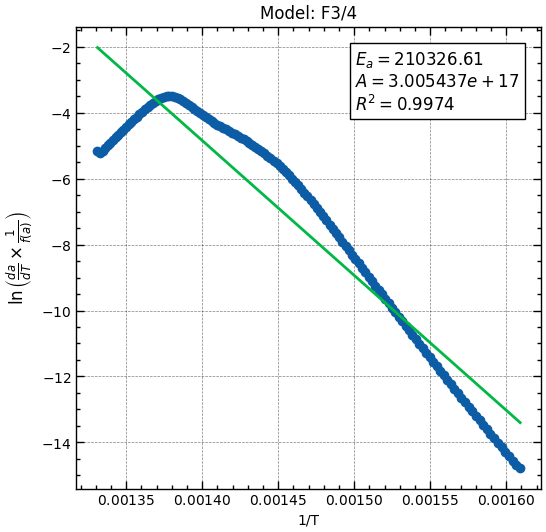 Model: F3/4
E_a = 210326.61
A = 3.005437e + 17
R^2 = 0.9974
ln (da/dT × 1/f(a))
−2
−4
−6
−8
−10
−12
−14
0.00135 0.00140 0.00145 0.00150 0.00155 0.00160
1/T